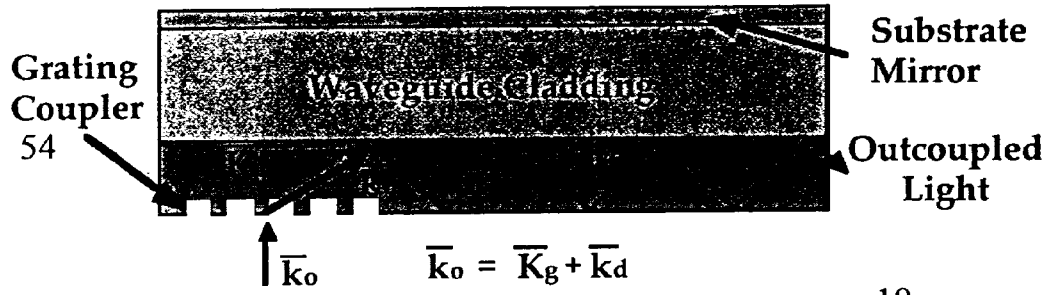 Substrate
Mirror
Grating
Coupler
54
Waveguide Cladding
Outcoupled
Light
k̅o
k̅o = K̅g + k̅d